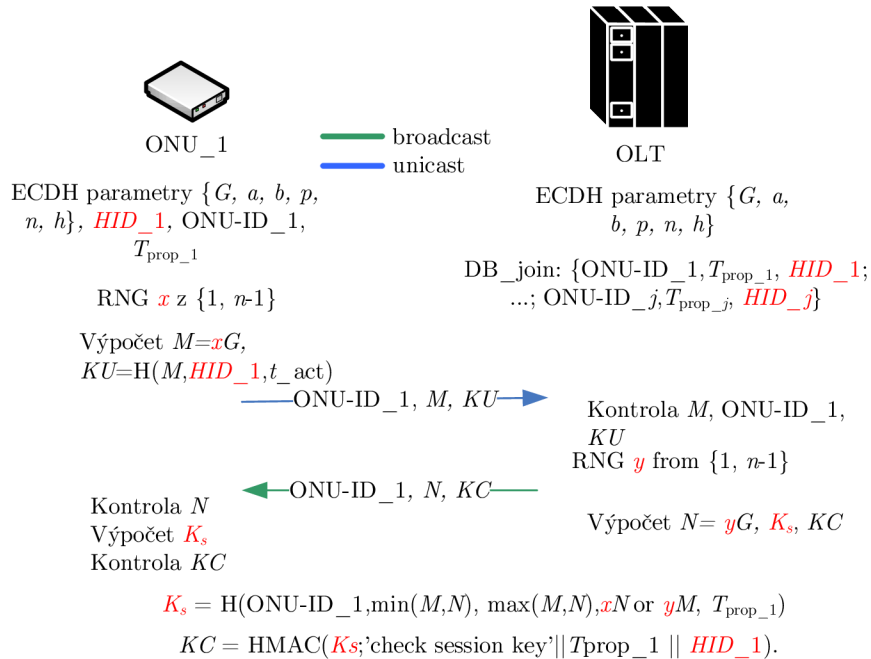 ONU_1
broadcast
unicast
OLT
ECDH parametry {G, a, b, p,
n, h}, HID_1, ONU-ID_1,
Tprop_1
ECDH parametry {G, a,
b, p, n, h}
DB_join: {ONU-ID_1,Tprop_1, HID_1;
...; ONU-ID_j,Tprop_j, HID_j}
RNG x z {1, n-1}
Výpočet M=xG,
KU=H(M,HID_1,t_act)
ONU-ID_1, M, KU
Kontrola M, ONU-ID_1,
KU
RNG y from {1, n-1}
ONU-ID_1, N, KC
Kontrola N
Výpočet Ks
Kontrola KC
Výpočet N= yG, Ks, KC
Ks = H(ONU-ID_1,min(M,N), max(M,N),xN or yM, Tprop_1)
KC = HMAC(Ks;'check session key'||Tprop_1 || HID_1).